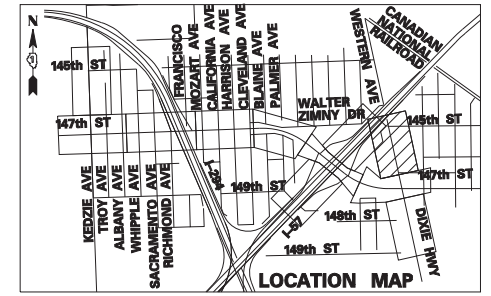 N
CANADIAN
NATIONAL
RAILROAD
WESTERN AVE
FRANCISCO
MOZART AVE
CALIFORNIA AVE
HARRISON AVE
CLEVELAND AVE
BLAINE AVE
PALMER AVE
145th ST
WALTER
ZIMNY DR
147th ST
145th ST
I-294
149th ST
147th ST
KEDZIE AVE
TROY AVE
ALBANY AVE
WHIPPLE AVE
SACRAMENTO AVE
RICHMOND AVE
I-57
148th ST
149th ST
DIXIE HWY
LOCATION MAP